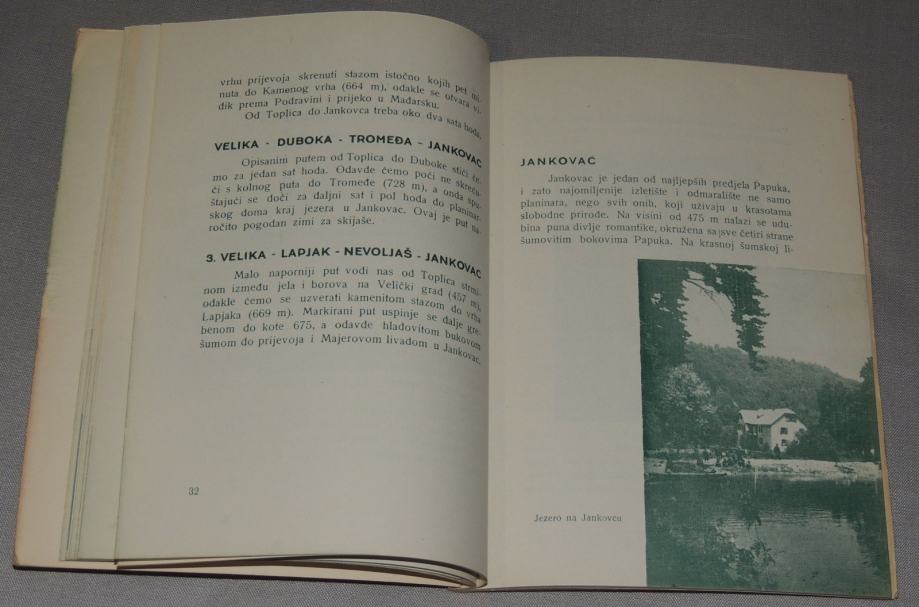 vrhu prijevoja skrenuti stazom istočno kojih pet mi-
nuta do Kamenog vrha (664 m), odakle se otvara vi-
dik prema Podravini i prijeko u Mađarsku.
Od Toplica do Jankovca treba oko dva sata hoda.
VELIKA - DUBOKA - TROMEĐA - JANKOVAC
Opisanim putem od Toplica do Duboke stići će-
mo za jedan sat hoda. Odavde ćemo poći ne skreću-
ći s kolnog puta do Tromeđe (728 m), a onda spu-
štajući se doći za daljni sat i pol hoda do planinar-
skog doma kraj jezera u Jankovac. Ovaj je put na-
ročito pogodan zimi za skijaše.
3. VELIKA - LAPJAK - NEVOLJAŠ - JANKOVAC
Malo naporniji put vodi nas od Toplica strmi-
nom između jela i borova na Velički grad (457 m),
odakle ćemo se uzverati kamenitom stazom do vrha
Lapjaka (669 m). Markirani put uspinje se dalje gre-
benom do kote 675, a odavde hladovitom bukovom
šumom do prijevoja i Majerovom livadom u Jankovac.
32
JANKOVAC
Jankovac je jedan od najljepših predjela Papuka,
i zato najomiljenije izletište i odmaralište ne samo
planinara, nego svih onih, koji uživaju u krasotama
slobodne prirode. Na visini od 475 m nalazi se udu-
bina puna divlje romantike, okružena sa sve četiri strane
šumovitim bokovima Papuka. Na krasnoj šumskoj li-
Jezero na Jankovcu